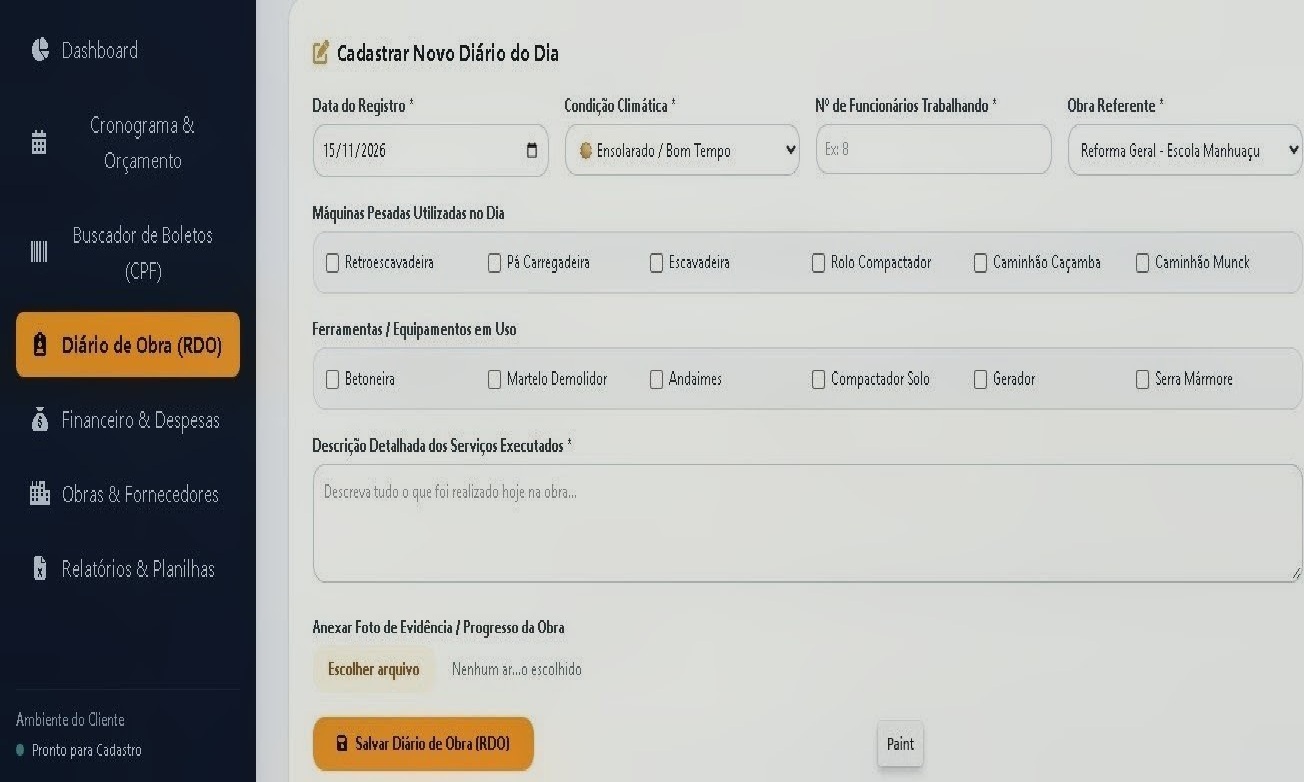 Dashboard
Cronograma &
Orçamento
Buscador de Boletos
(CPF)
Diário de Obra (RDO)
Financeiro & Despesas
Obras & Fornecedores
Relatórios & Planilhas
Ambiente do Cliente
Pronto para Cadastro
Cadastrar Novo Diário do Dia
Data do Registro * Condição Climática * Nº de Funcionários Trabalhando * Obra Referente *
15/11/2026 Ensolarado / Bom Tempo Ex: 8 Reforma Geral - Escola Manhuaçu
Máquinas Pesadas Utilizadas no Dia
Retroescavadeira Pá Carregadeira Escavadeira Rolo Compactador Caminhão Caçamba Caminhão Munck
Ferramentas / Equipamentos em Uso
Betoneira Martelo Demolidor Andaimes Compactador Solo Gerador Serra Mármore
Descrição Detalhada dos Serviços Executados *
Descreva tudo o que foi realizado hoje na obra...
Anexar Foto de Evidência / Progresso da Obra
Escolher arquivo Nenhum ar...o escolhido
Salvar Diário de Obra (RDO) Paint